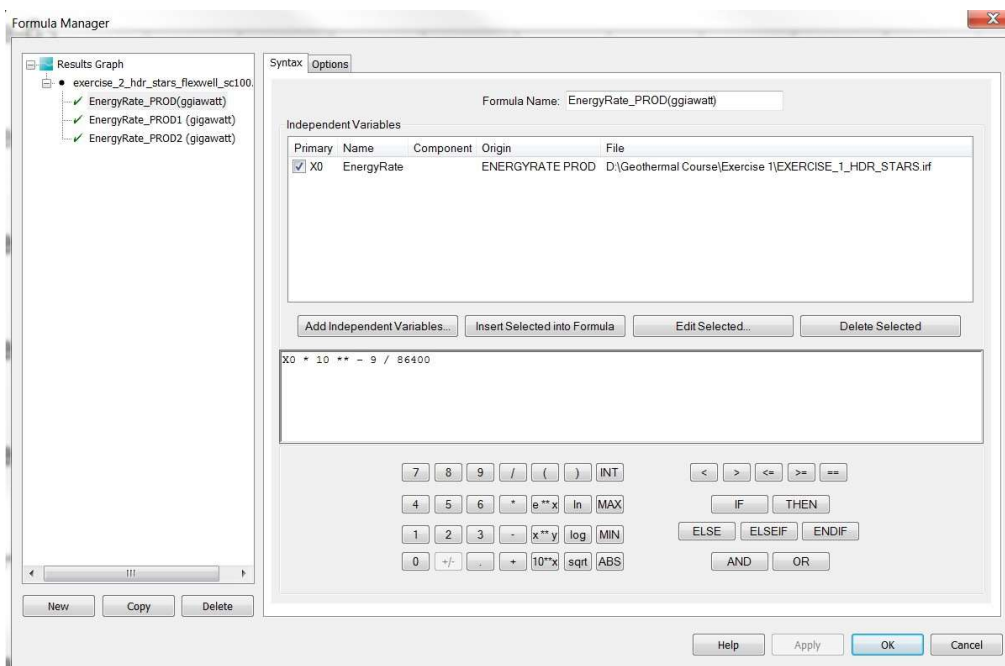 Formula Manager
X
Results Graph
exercise_2_hdr_stars_flexwell_sc100.
EnergyRate_PROD(ggiawatt)
EnergyRate_PROD1 (gigawatt)
EnergyRate_PROD2 (gigawatt)
New Copy Delete
Syntax Options
Formula Name: EnergyRate_PROD(ggiawatt)
Independent Variables
Primary Name Component Origin File
X0 EnergyRate ENERGYRATE PROD D:\Geothermal Course\Exercise 1\EXERCISE_1_HDR_STARS.irf
Add Independent Variables... Insert Selected into Formula Edit Selected... Delete Selected
X0 * 10 ** - 9 / 86400
7 8 9 / ( ) INT < > <= >= ==
4 5 6 * e ** x ln MAX IF THEN
1 2 3 - x ** y log MIN ELSE ELSEIF ENDIF
0 +/- . + 10**x sqrt ABS AND OR
Help Apply OK Cancel